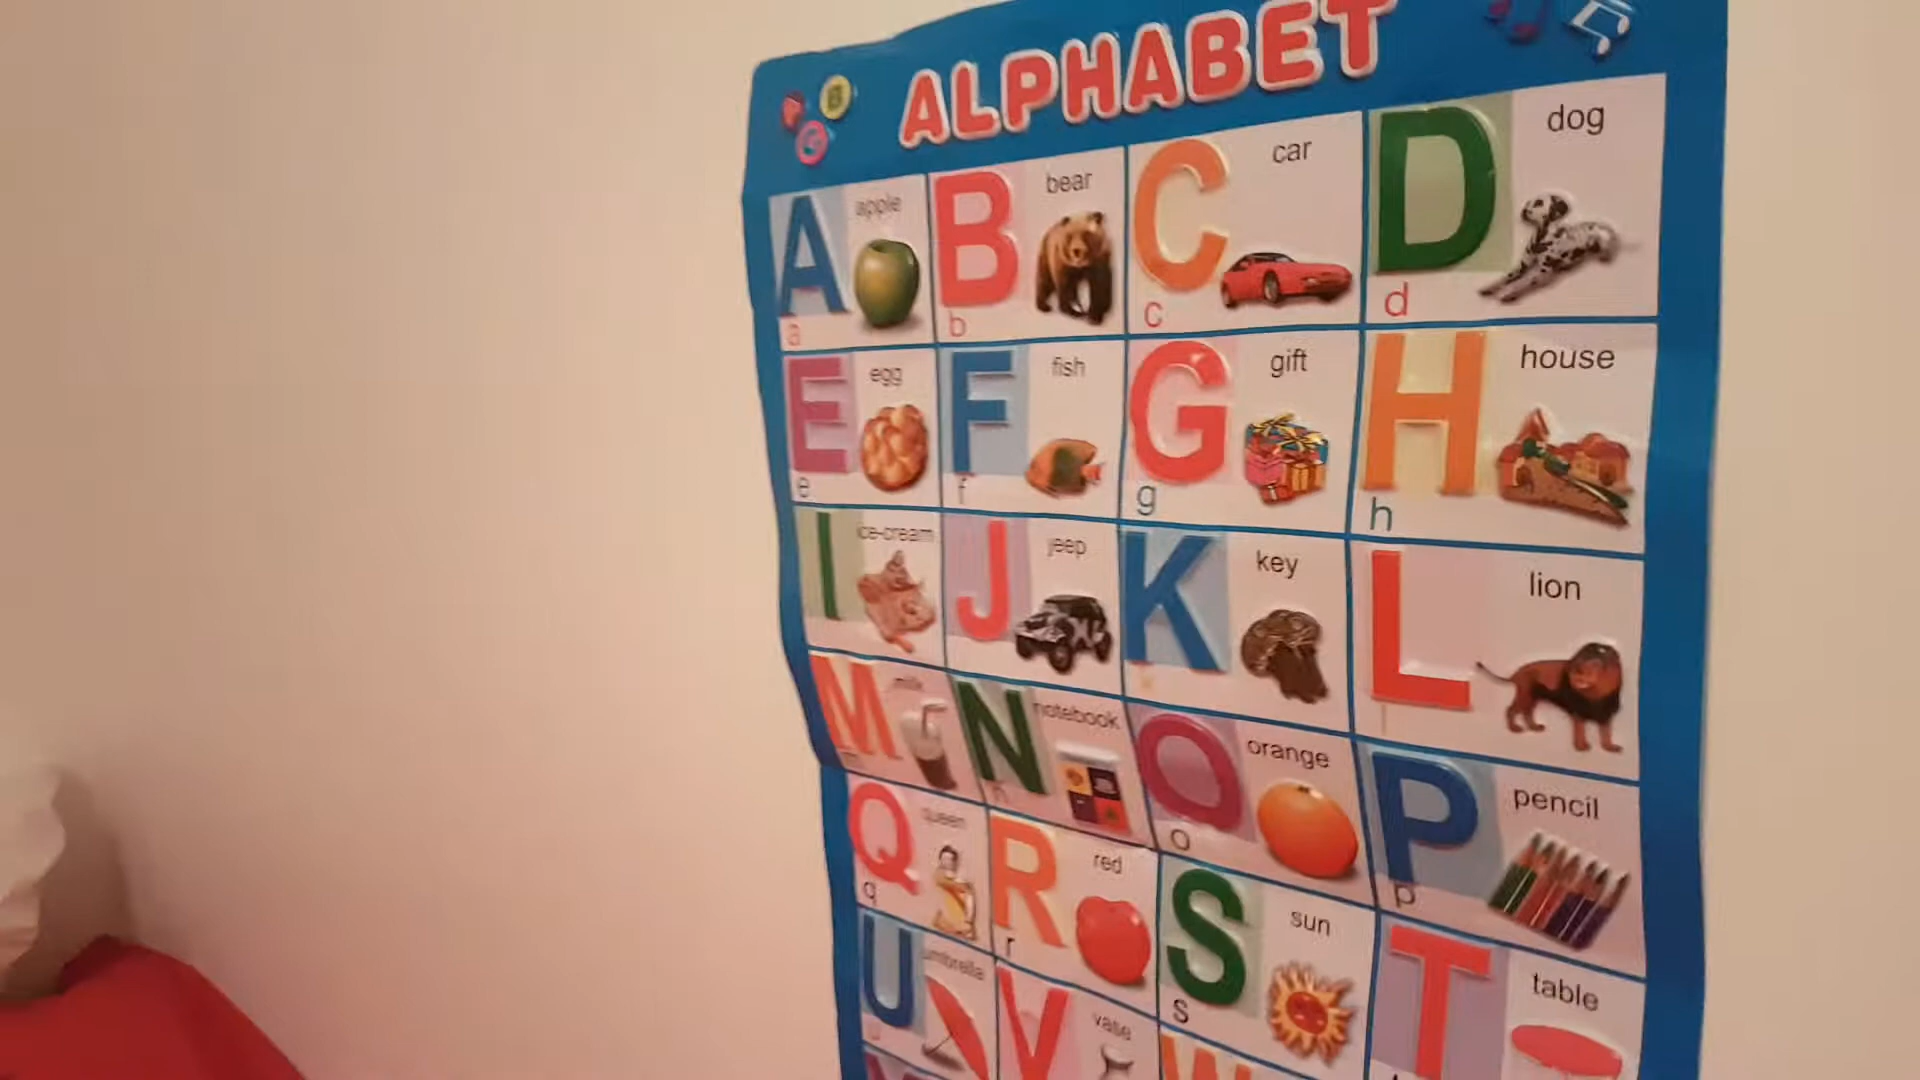 A B C
ALPHABET
A apple
a
B bear
b
C car
c
D dog
d
E egg
e
F fish
f
G gift
g
H house
h
I ice-cream
J jeep
K key
L lion
l
M milk
m
N notebook
n
O orange
o
P pencil
p
Q queen
q
R red
r
S sun
s
T table
U umbrella
V vase
W